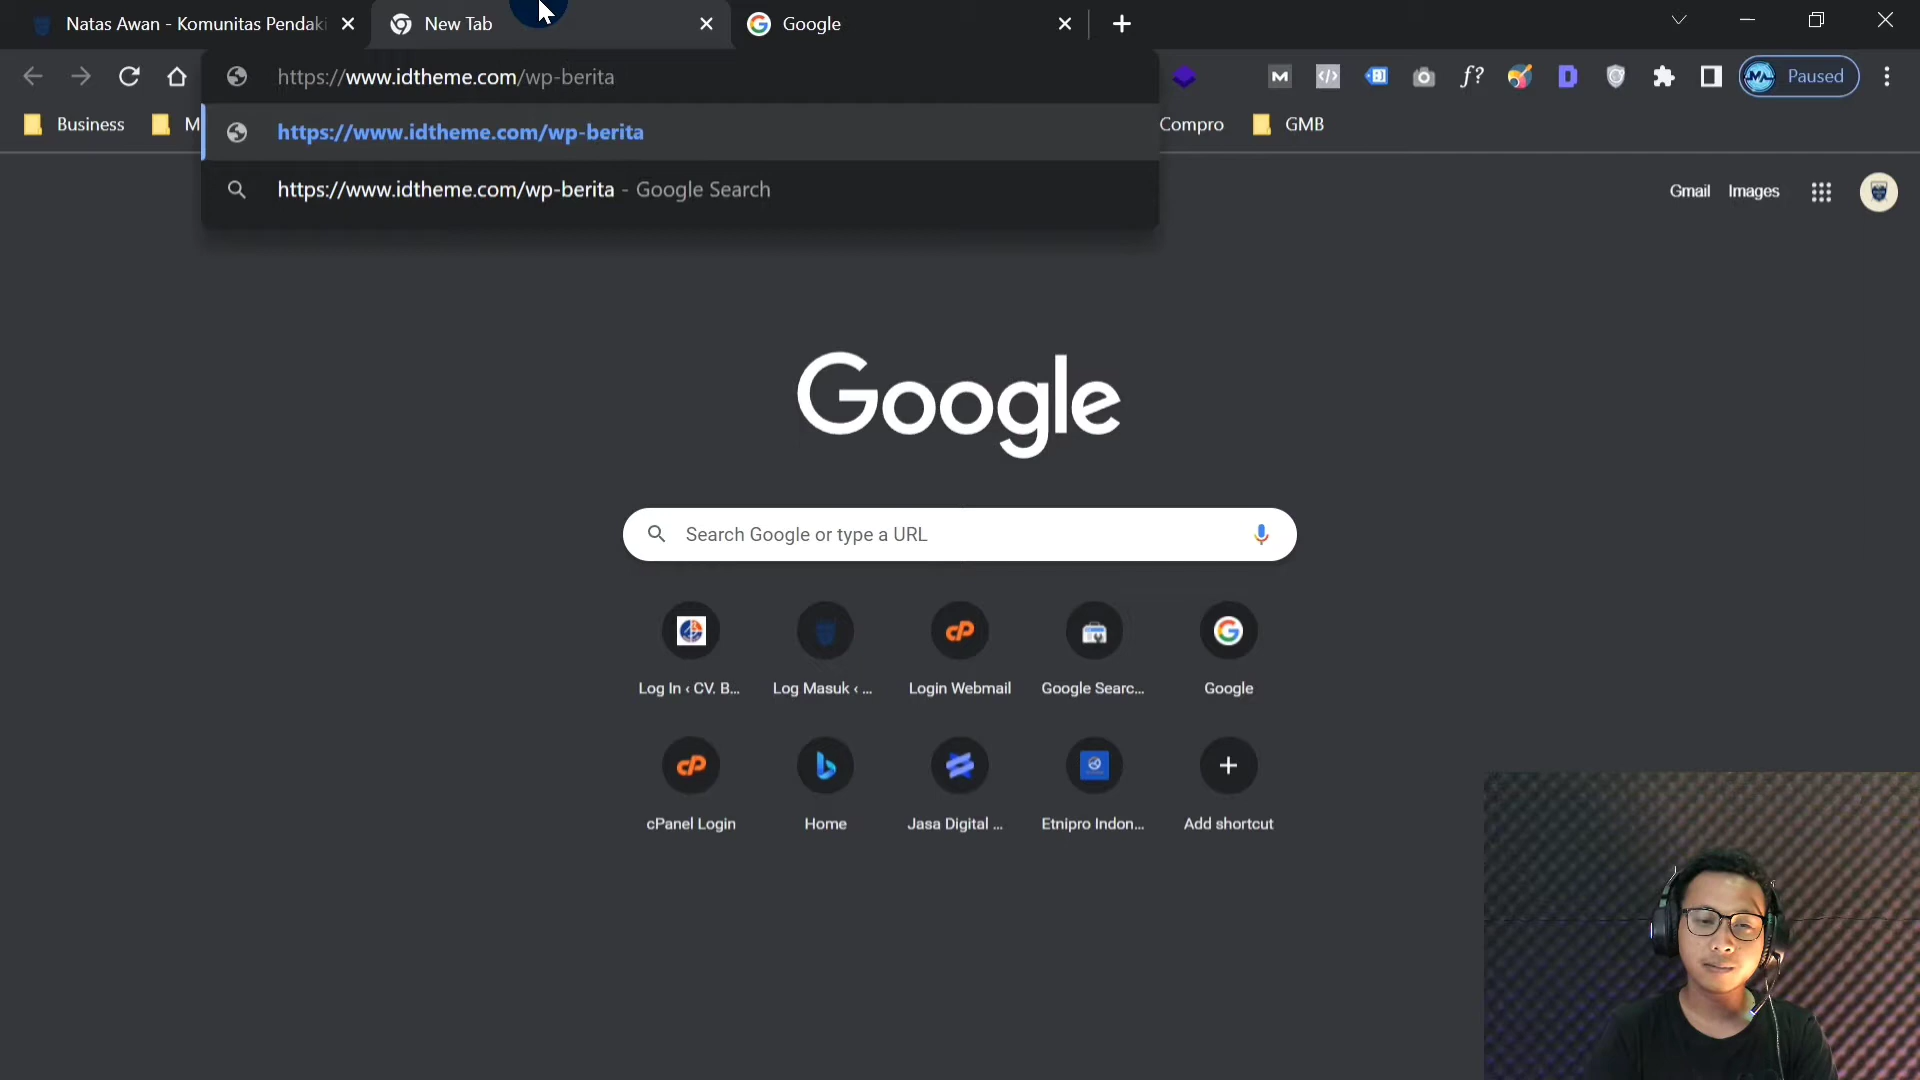 Natas Awan - Komunitas Pendaki
New Tab
Google
https://www.idtheme.com/wp-berita
Paused
Business
M
https://www.idtheme.com/wp-berita
Compro
GMB
https://www.idtheme.com/wp-berita - Google Search
Gmail
Images
Google
Search Google or type a URL
Log In ‹ CV. B...
Log Masuk ‹ ...
Login Webmail
Google Searc...
Google
cPanel Login
Home
Jasa Digital ...
Etnipro Indon...
Add shortcut